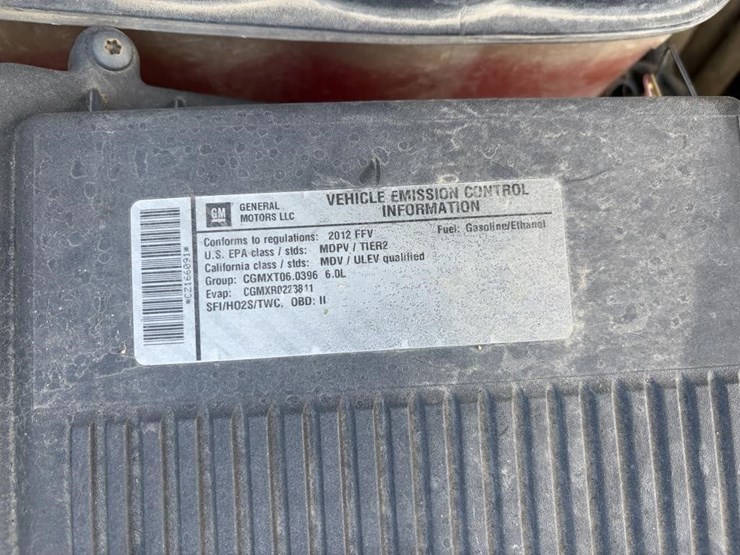 GM
GENERAL
MOTORS LLC
VEHICLE EMISSION CONTROL
INFORMATION
Conforms to regulations: 2012 FFV
Fuel: Gasoline/Ethanol
U.S. EPA class / stds: MDPV / TIER2
California class / stds: MDV / ULEV qualified
Group: CGMXT06.0396 6.0L
Evap: CGMXR0223811
SFI/HO2S/TWC, OBD: II
*CZ166091*